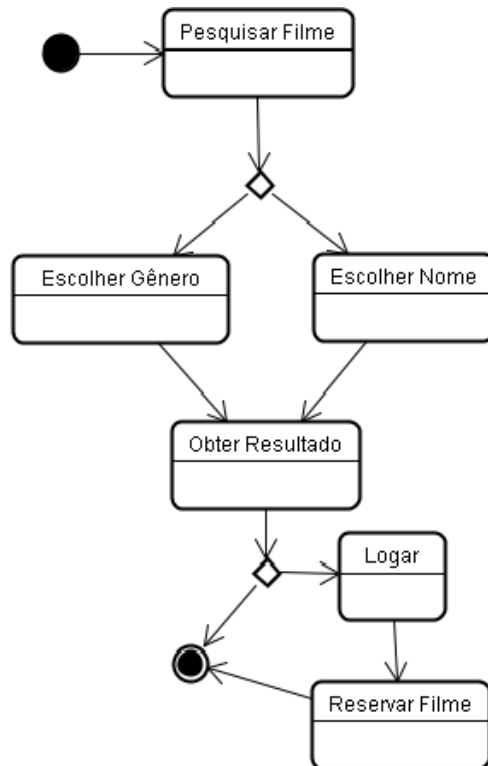 Pesquisar Filme
Escolher Gênero
Escolher Nome
Obter Resultado
Logar
Reservar Filme